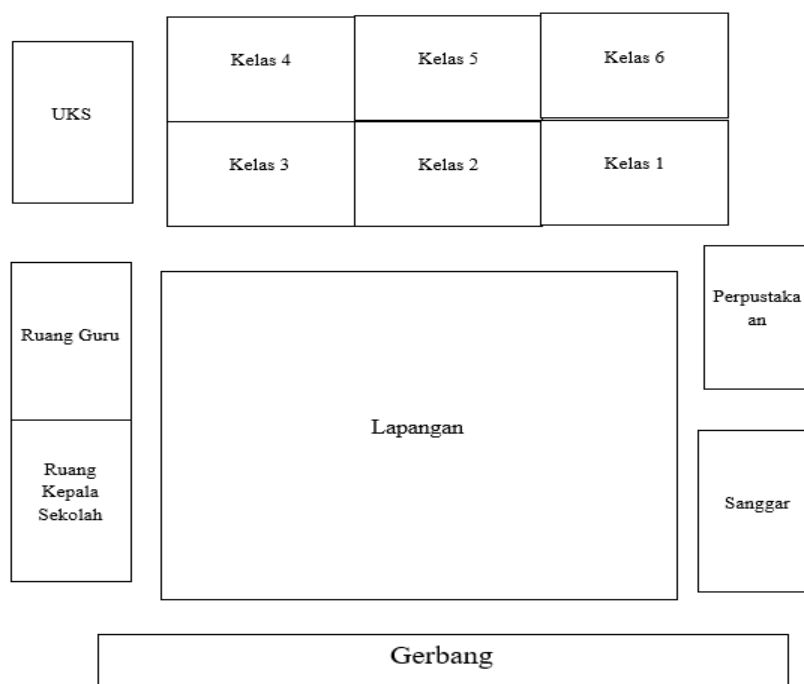 Kelas 4
Kelas 5
Kelas 6
UKS
Kelas 3
Kelas 2
Kelas 1
Perpustaka
an
Ruang Guru
Lapangan
Ruang
Kepala
Sekolah
Sanggar
Gerbang